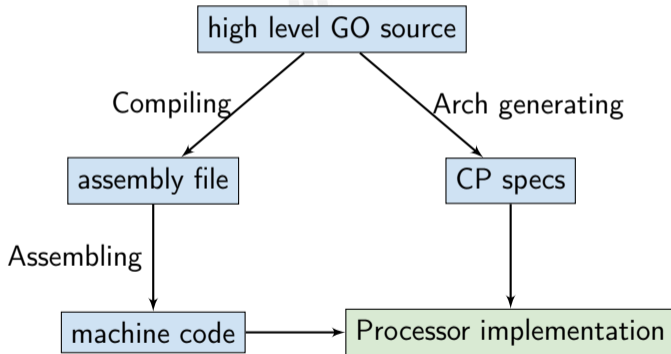 high level GO source
Compiling
Arch generating
assembly file
CP specs
Assembling
machine code
Processor implementation